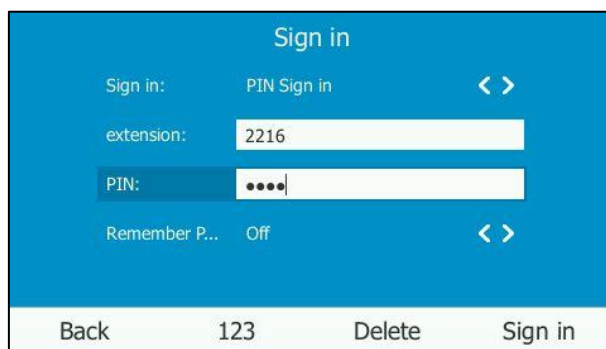 Sign in
Sign in: PIN Sign in
extension: 2216
PIN: ••••
Remember P... Off
Back 123 Delete Sign in